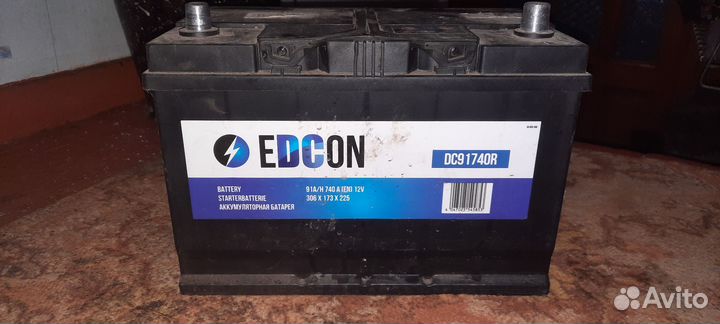 EDCON
DC91740R
BATTERY
STARTERBATTERIE
АККУМУЛЯТОРНАЯ БАТАРЕЯ
91A/H 740 A (EN) 12V
306 X 173 X 225
Avito